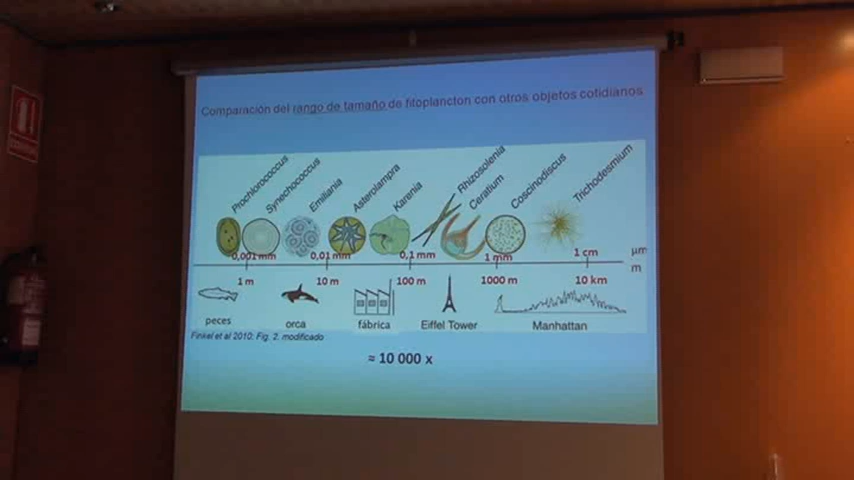 Comparación del rango de tamaño de fitoplancton con otros objetos cotidianos
Prochlorococcus
Synechococcus
Emiliania
Asterolampra
Karenia
Rhizosolenia
Ceratium
Coscinodiscus
Trichodesmium
0,001 mm 0,01 mm 0,1 mm 1 mm 1 cm µm
m
1 m 10 m 100 m 1000 m 10 km
peces orca fábrica Eiffel Tower Manhattan
Finkel et al 2010: Fig. 2. modificado
≈ 10 000 x